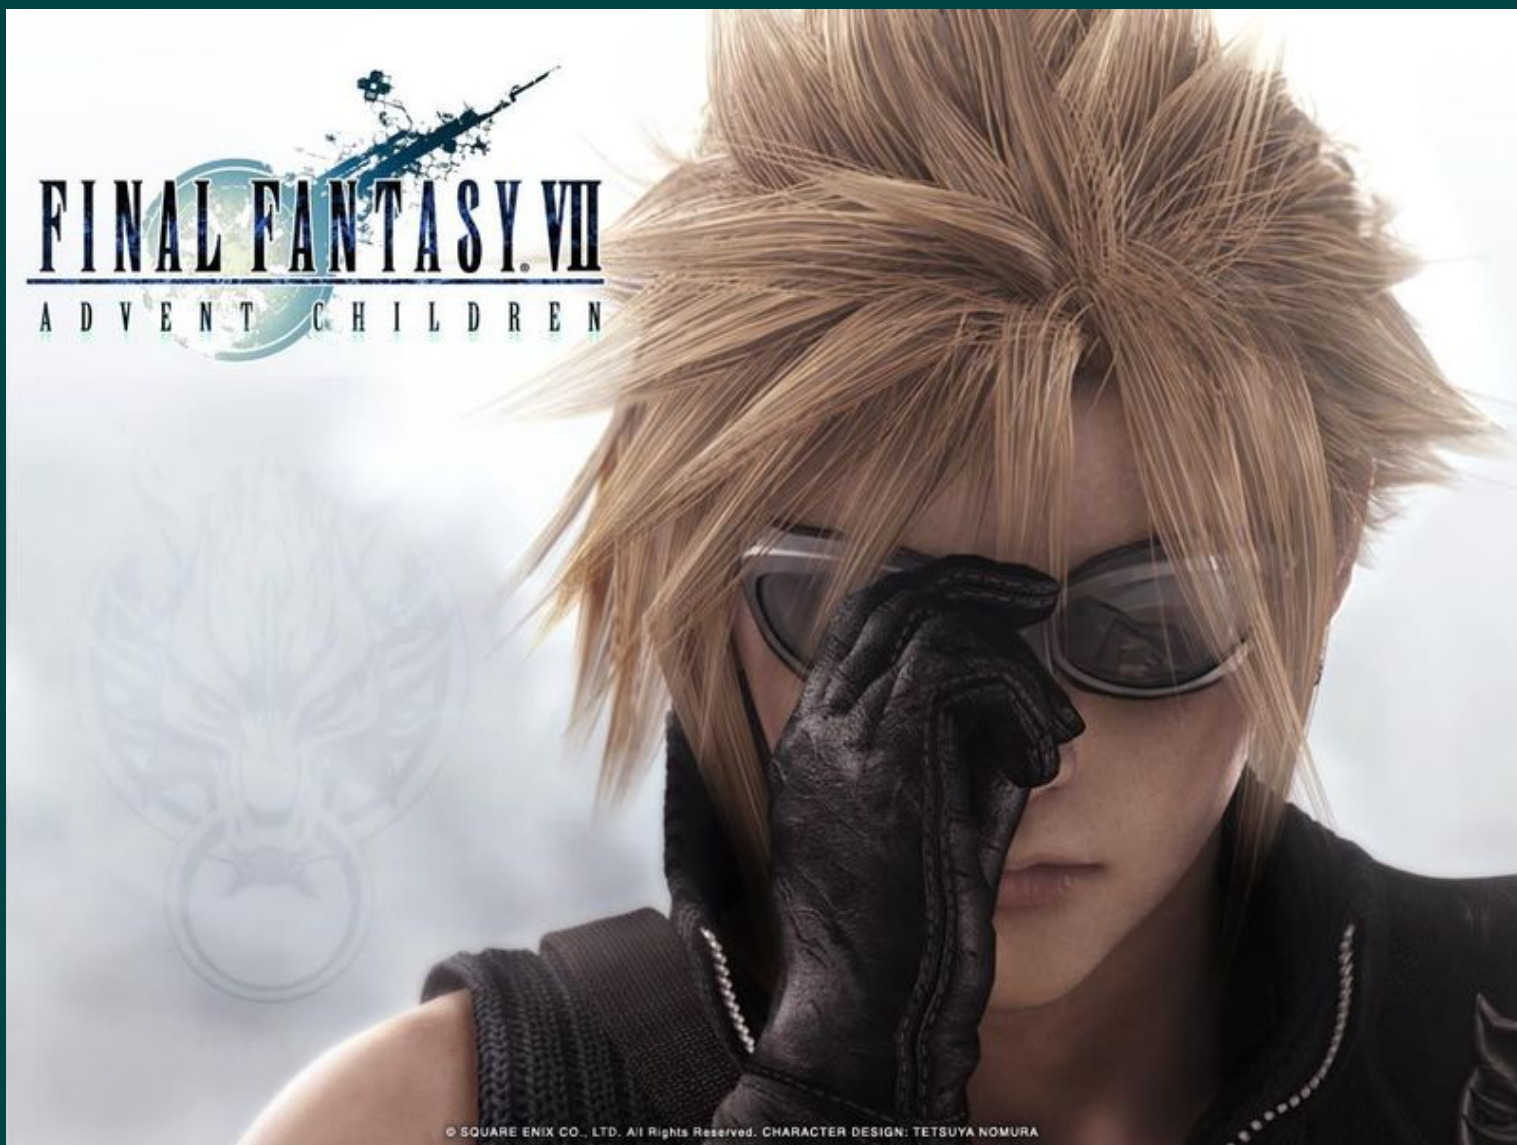 FINAL FANTASY® VII
ADVENT CHILDREN
© SQUARE ENIX CO., LTD. All Rights Reserved. CHARACTER DESIGN: TETSUYA NOMURA